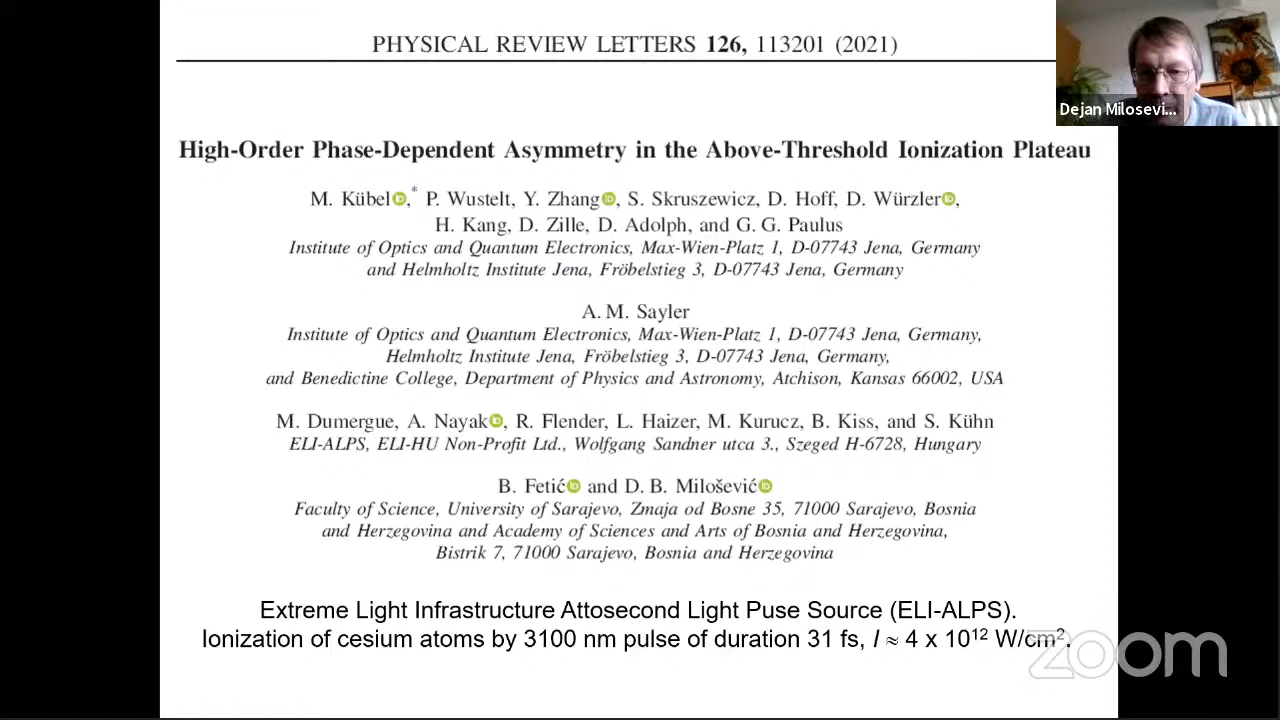 PHYSICAL REVIEW LETTERS 126, 113201 (2021)
Dejan Milosevi...
High-Order Phase-Dependent Asymmetry in the Above-Threshold Ionization Plateau
M. Kübel,* P. Wustelt, Y. Zhang, S. Skruszewicz, D. Hoff, D. Würzler,
H. Kang, D. Zille, D. Adolph, and G. G. Paulus
Institute of Optics and Quantum Electronics, Max-Wien-Platz 1, D-07743 Jena, Germany
and Helmholtz Institute Jena, Fröbelstieg 3, D-07743 Jena, Germany
A. M. Sayler
Institute of Optics and Quantum Electronics, Max-Wien-Platz 1, D-07743 Jena, Germany,
Helmholtz Institute Jena, Fröbelstieg 3, D-07743 Jena, Germany,
and Benedictine College, Department of Physics and Astronomy, Atchison, Kansas 66002, USA
M. Dumergue, A. Nayak, R. Flender, L. Haizer, M. Kurucz, B. Kiss, and S. Kühn
ELI-ALPS, ELI-HU Non-Profit Ltd., Wolfgang Sandner utca 3., Szeged H-6728, Hungary
B. Fetić and D. B. Milošević
Faculty of Science, University of Sarajevo, Zmaja od Bosne 35, 71000 Sarajevo, Bosnia
and Herzegovina and Academy of Sciences and Arts of Bosnia and Herzegovina,
Bistrik 7, 71000 Sarajevo, Bosnia and Herzegovina
Extreme Light Infrastructure Attosecond Light Puse Source (ELI-ALPS).
Ionization of cesium atoms by 3100 nm pulse of duration 31 fs, I ≈ 4 x 10¹² W/cm².
zoom